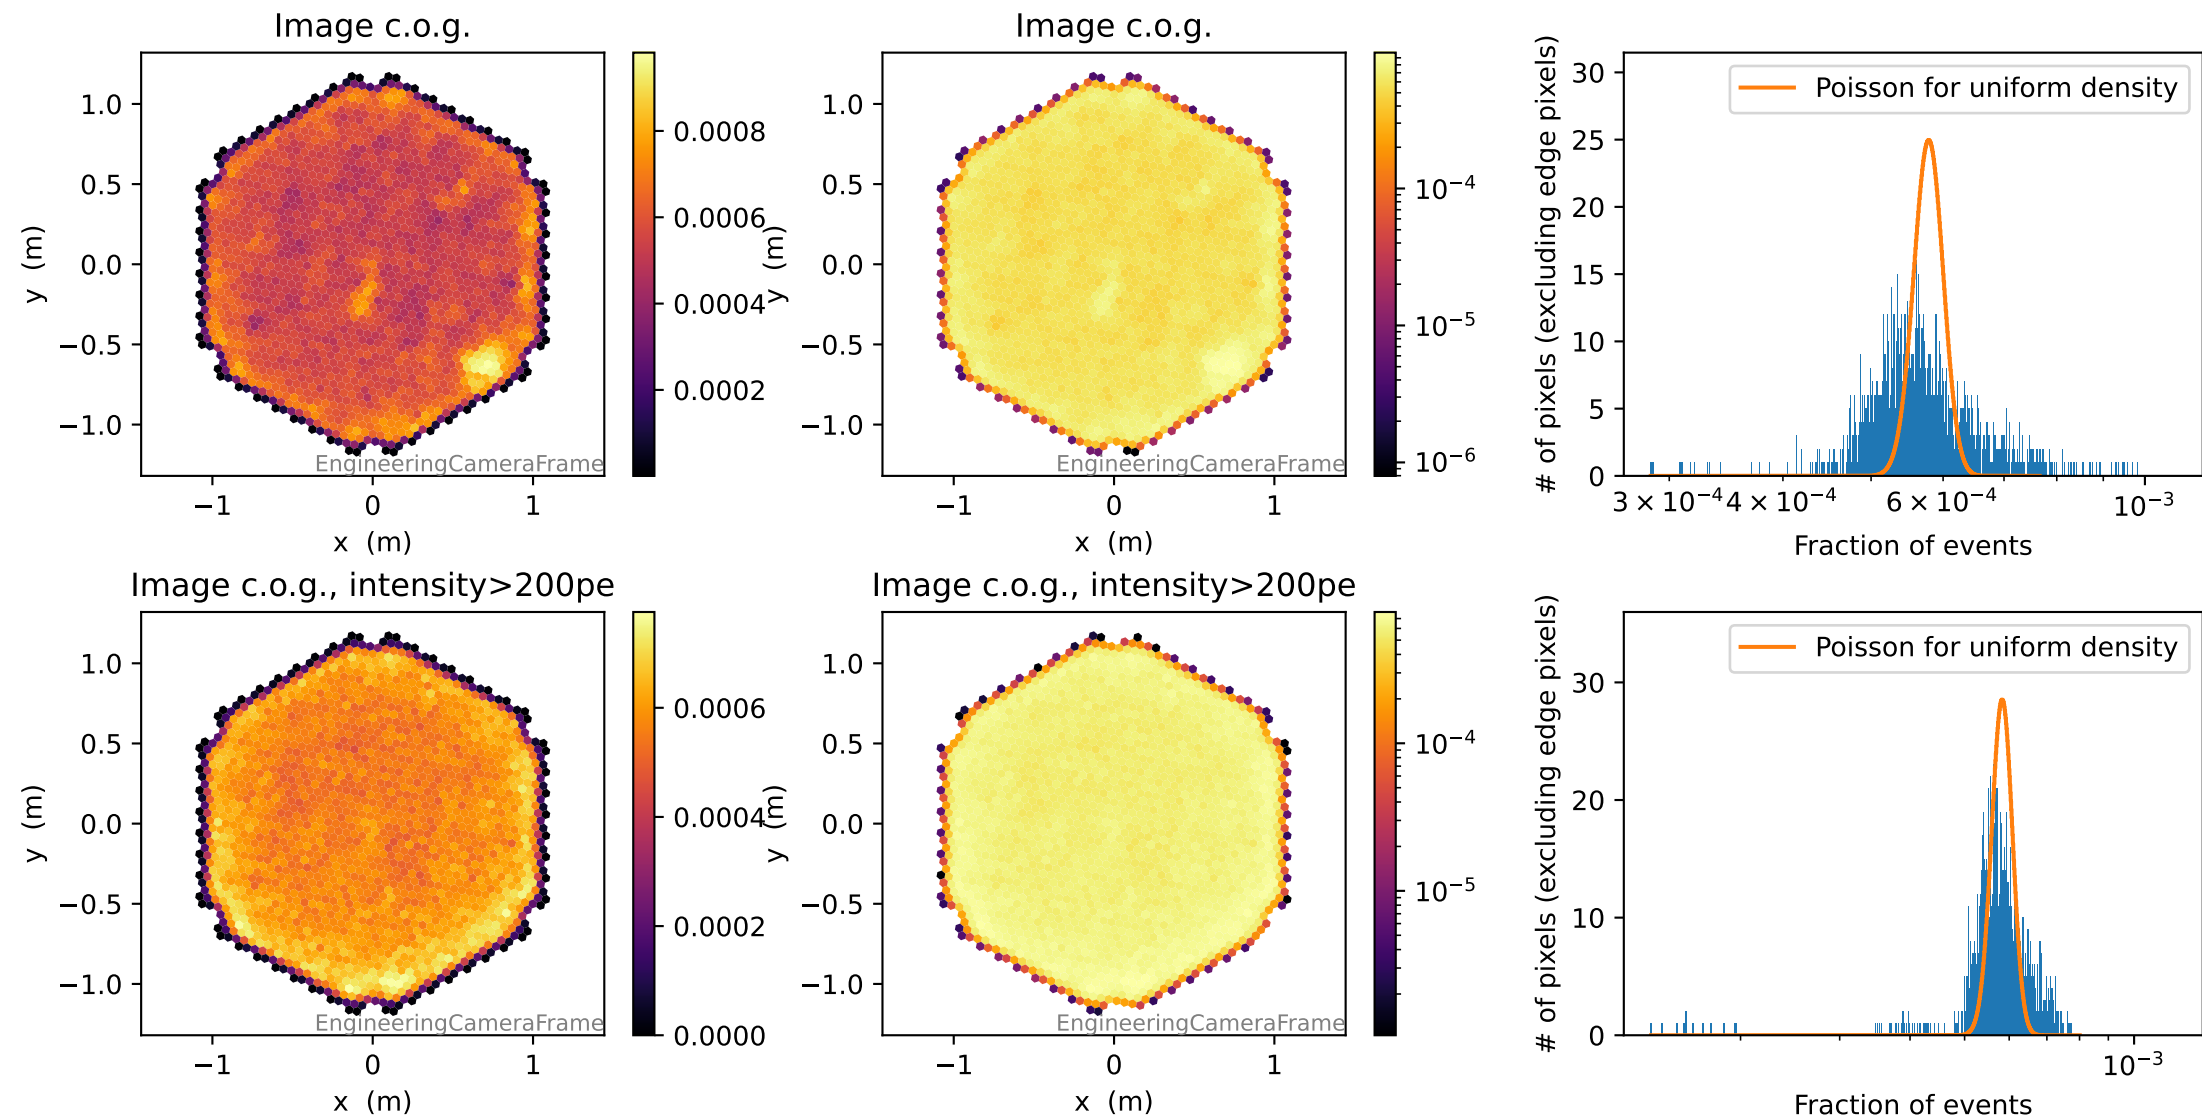 Image c.o.g.
y (m)
1.0
0.5
0.0
−0.5
−1.0
−1 0 1
x (m)
EngineeringCameraFrame
0.0008
0.0006
0.0004
0.0002
Image c.o.g.
y (m)
1.0
0.5
0.0
−0.5
−1.0
−1 0 1
x (m)
EngineeringCameraFrame
10−4
10−5
10−6
# of pixels (excluding edge pixels)
30
25
20
15
10
5
0
Poisson for uniform density
3 × 10−4 4 × 10−4 6 × 10−4 10−3
Fraction of events
Image c.o.g., intensity>200pe
y (m)
1.0
0.5
0.0
−0.5
−1.0
−1 0 1
x (m)
EngineeringCameraFrame
0.0006
0.0004
0.0002
0.0000
Image c.o.g., intensity>200pe
y (m)
1.0
0.5
0.0
−0.5
−1.0
−1 0 1
x (m)
EngineeringCameraFrame
10−4
10−5
# of pixels (excluding edge pixels)
30
20
10
0
Poisson for uniform density
10−3
Fraction of events